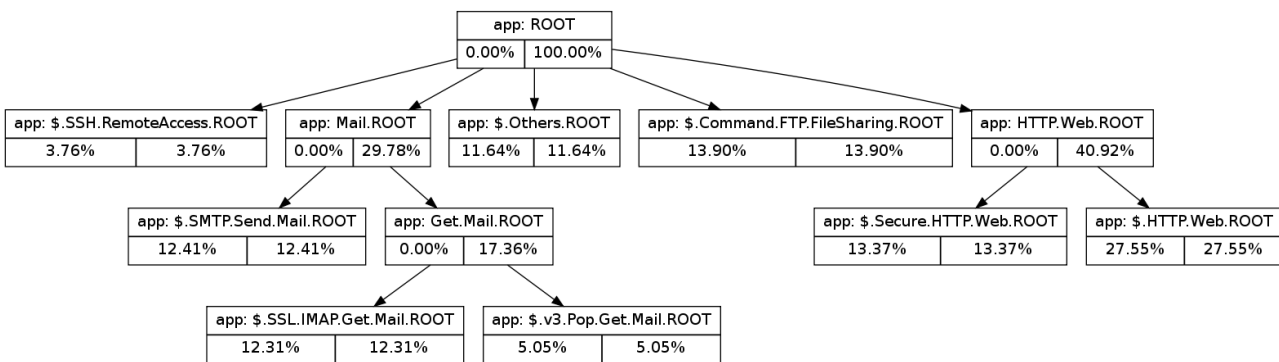 app: ROOT
0.00% 100.00%
app: $.SSH.RemoteAccess.ROOT
3.76% 3.76%
app: Mail.ROOT
0.00% 29.78%
app: $.Others.ROOT
11.64% 11.64%
app: $.Command.FTP.FileSharing.ROOT
13.90% 13.90%
app: HTTP.Web.ROOT
0.00% 40.92%
app: $.SMTP.Send.Mail.ROOT
12.41% 12.41%
app: Get.Mail.ROOT
0.00% 17.36%
app: $.Secure.HTTP.Web.ROOT
13.37% 13.37%
app: $.HTTP.Web.ROOT
27.55% 27.55%
app: $.SSL.IMAP.Get.Mail.ROOT
12.31% 12.31%
app: $.v3.Pop.Get.Mail.ROOT
5.05% 5.05%